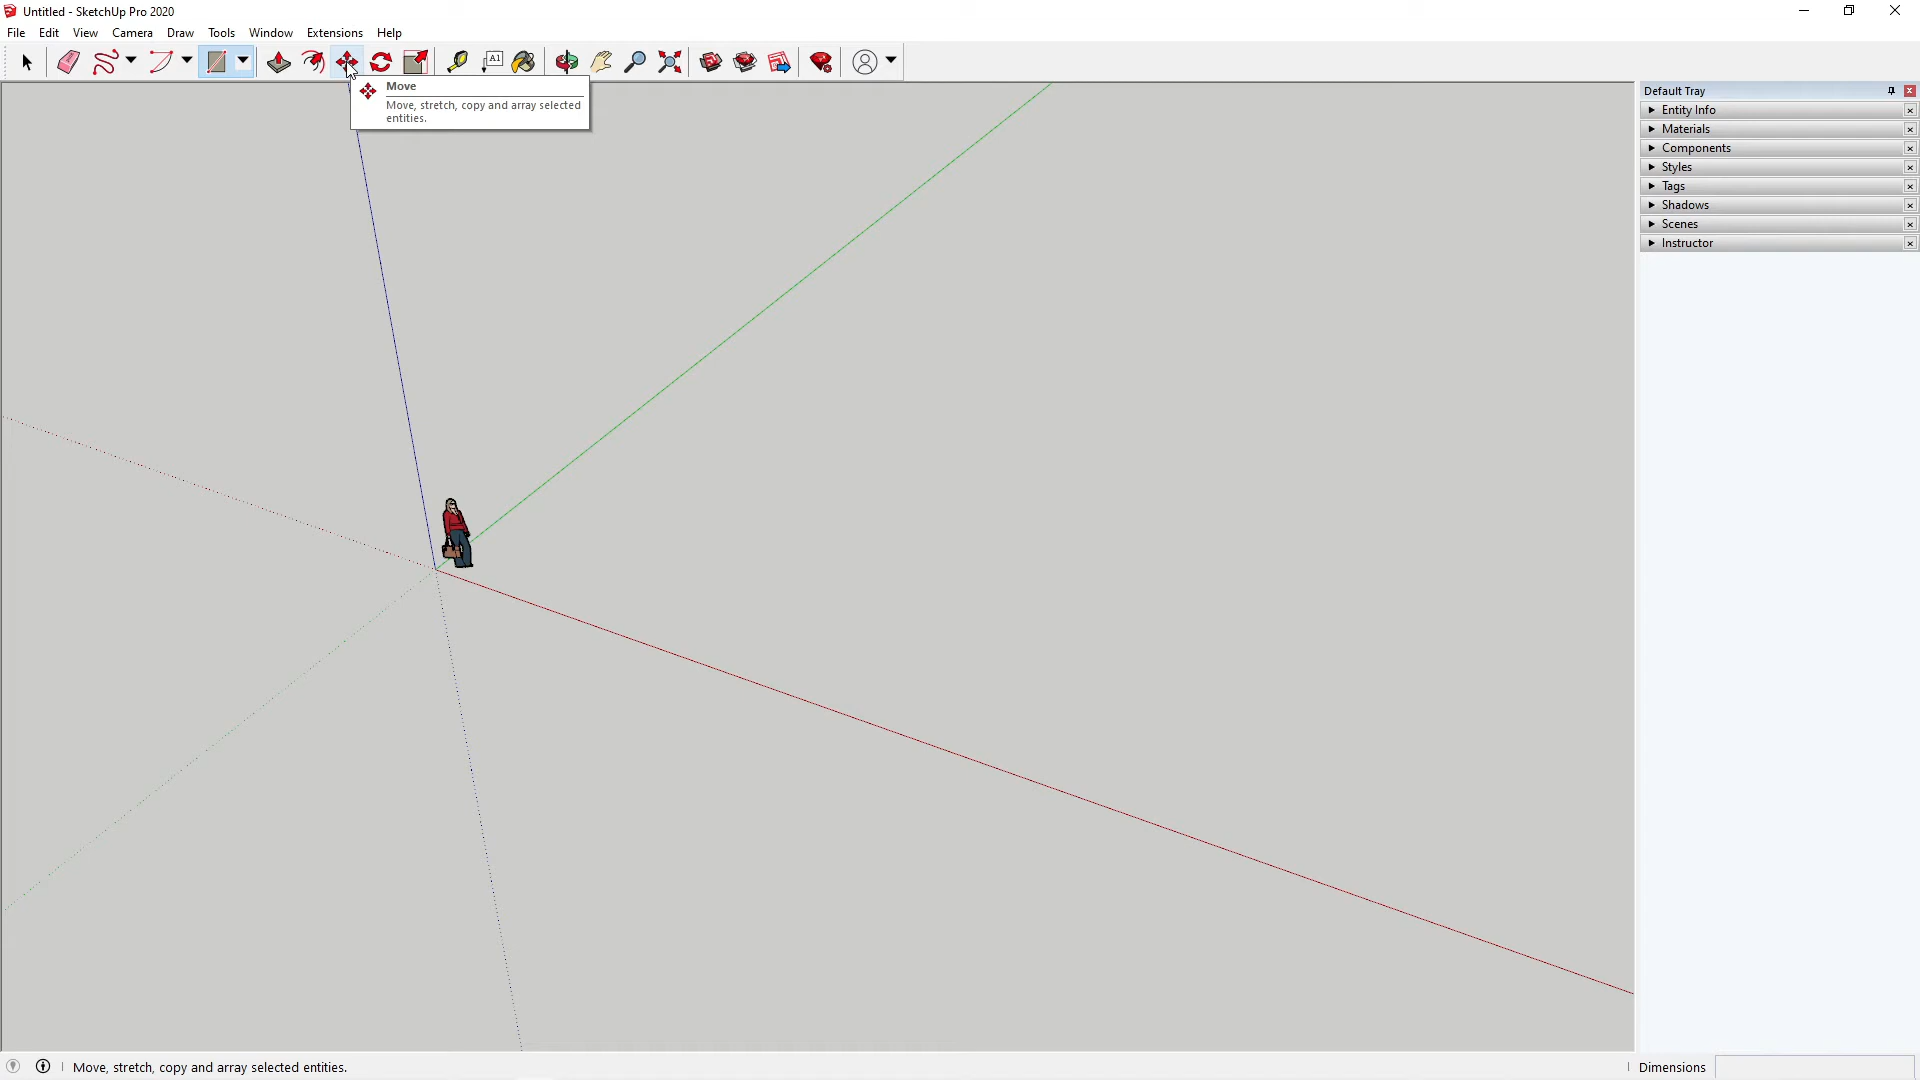 Untitled - SketchUp Pro 2020
File Edit View Camera Draw Tools Window Extensions Help
A1
Move
Move, stretch, copy and array selected
entities.
Default Tray
Entity Info
Materials
Components
Styles
Tags
Shadows
Scenes
Instructor
Move, stretch, copy and array selected entities.
Dimensions